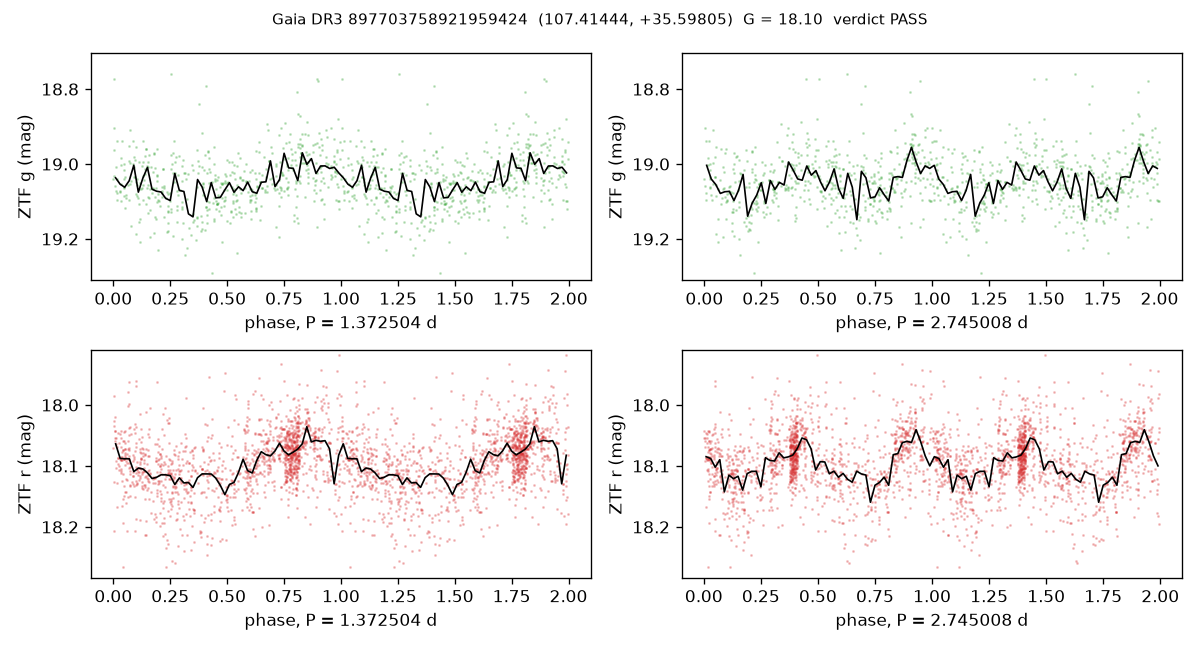 Gaia DR3 897703758921959424 (107.41444, +35.59805) G = 18.10 verdict PASS
ZTF g (mag)
18.8
19.0
19.2
0.00 0.25 0.50 0.75 1.00 1.25 1.50 1.75 2.00
phase, P = 1.372504 d
ZTF g (mag)
18.8
19.0
19.2
0.00 0.25 0.50 0.75 1.00 1.25 1.50 1.75 2.00
phase, P = 2.745008 d
ZTF r (mag)
18.0
18.1
18.2
0.00 0.25 0.50 0.75 1.00 1.25 1.50 1.75 2.00
phase, P = 1.372504 d
ZTF r (mag)
18.0
18.1
18.2
0.00 0.25 0.50 0.75 1.00 1.25 1.50 1.75 2.00
phase, P = 2.745008 d